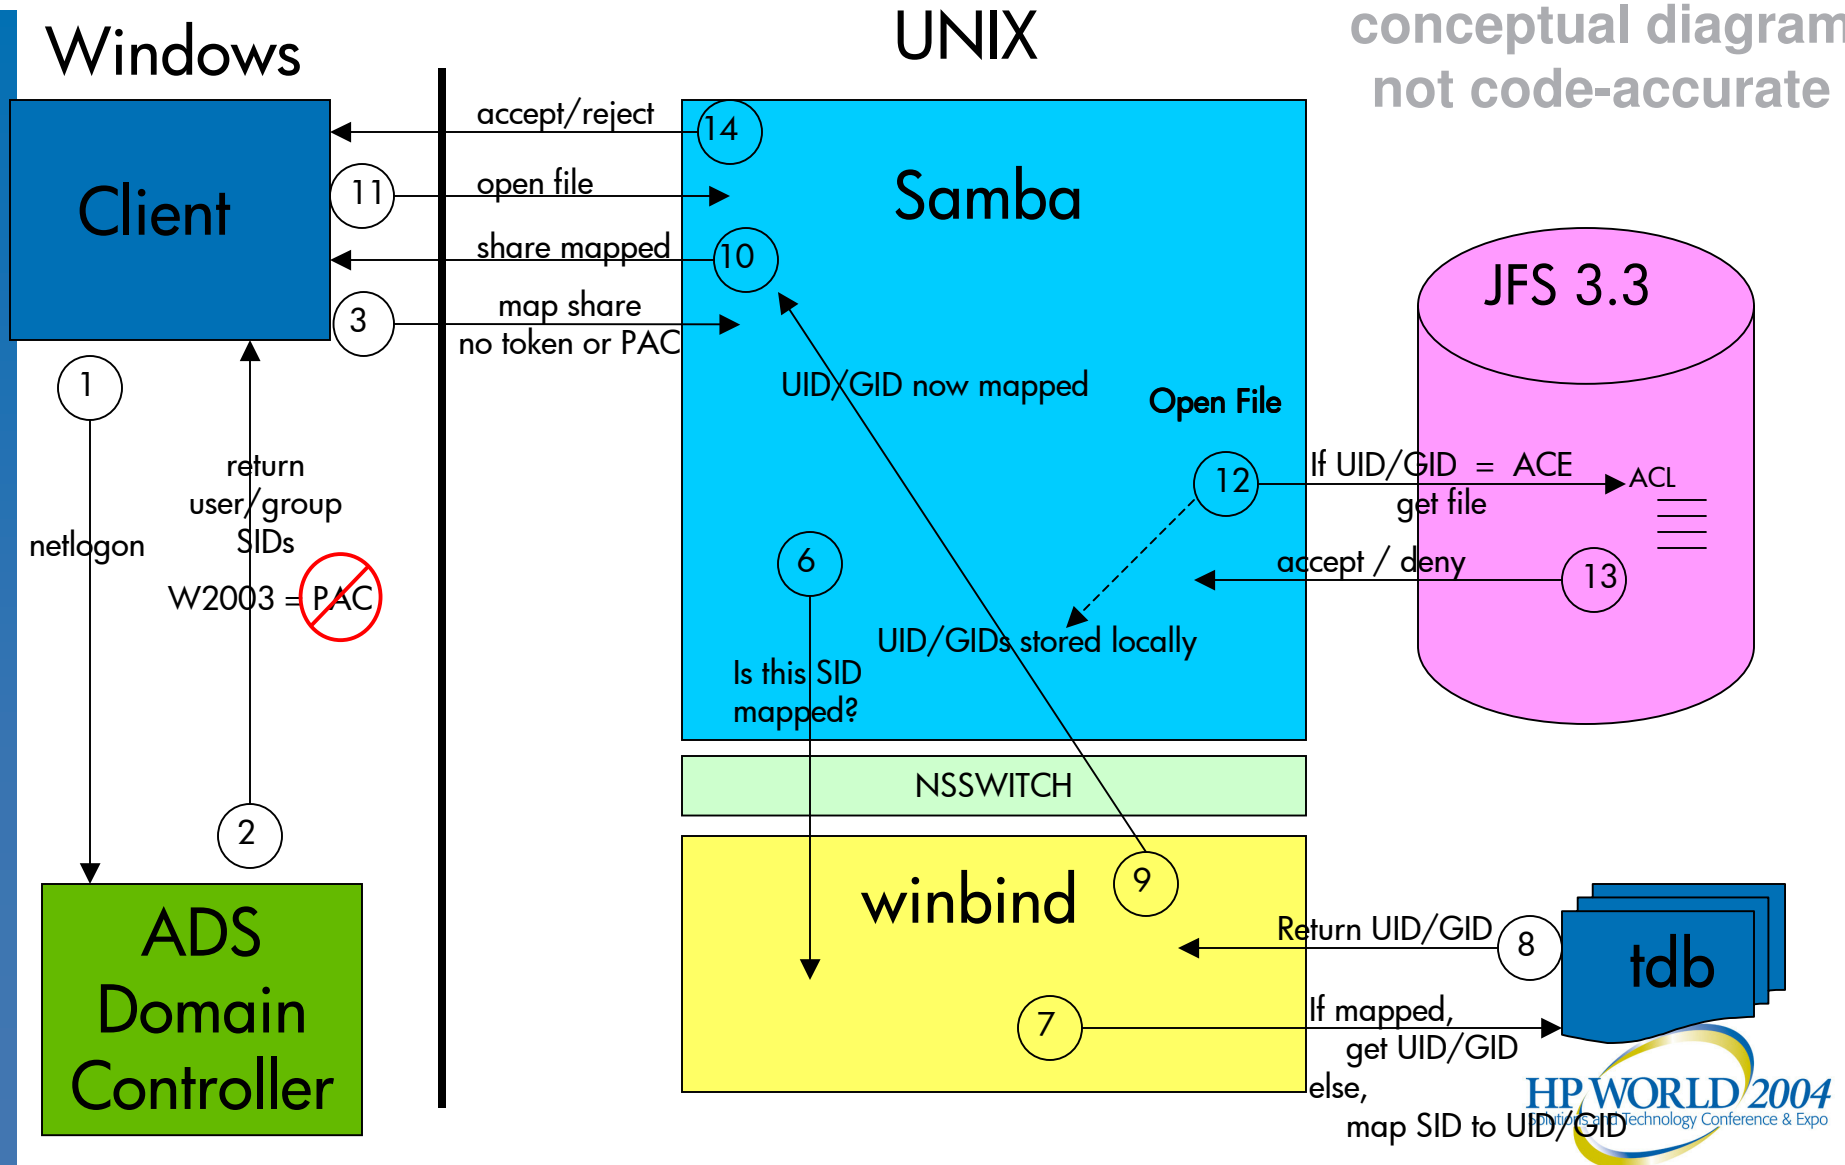 Windows
UNIX
conceptual diagram
not code-accurate
Client
accept/reject
14
11
open file
Samba
share mapped
10
3
map share
no token or PAC
JFS 3.3
1
UID/GID now mapped
Open File
return
user/group
SIDs
netlogon
W2003 = PAC
12
If UID/GID = ACE
get file
ACL
6
accept / deny
13
UID/GIDs stored locally
Is this SID
mapped?
NSSWITCH
2
ADS
Domain
Controller
winbind
9
Return UID/GID
8
tdb
7
If mapped,
get UID/GID
else,
map SID to UID/GID
HP WORLD 2004
Solutions and Technology Conference & Expo